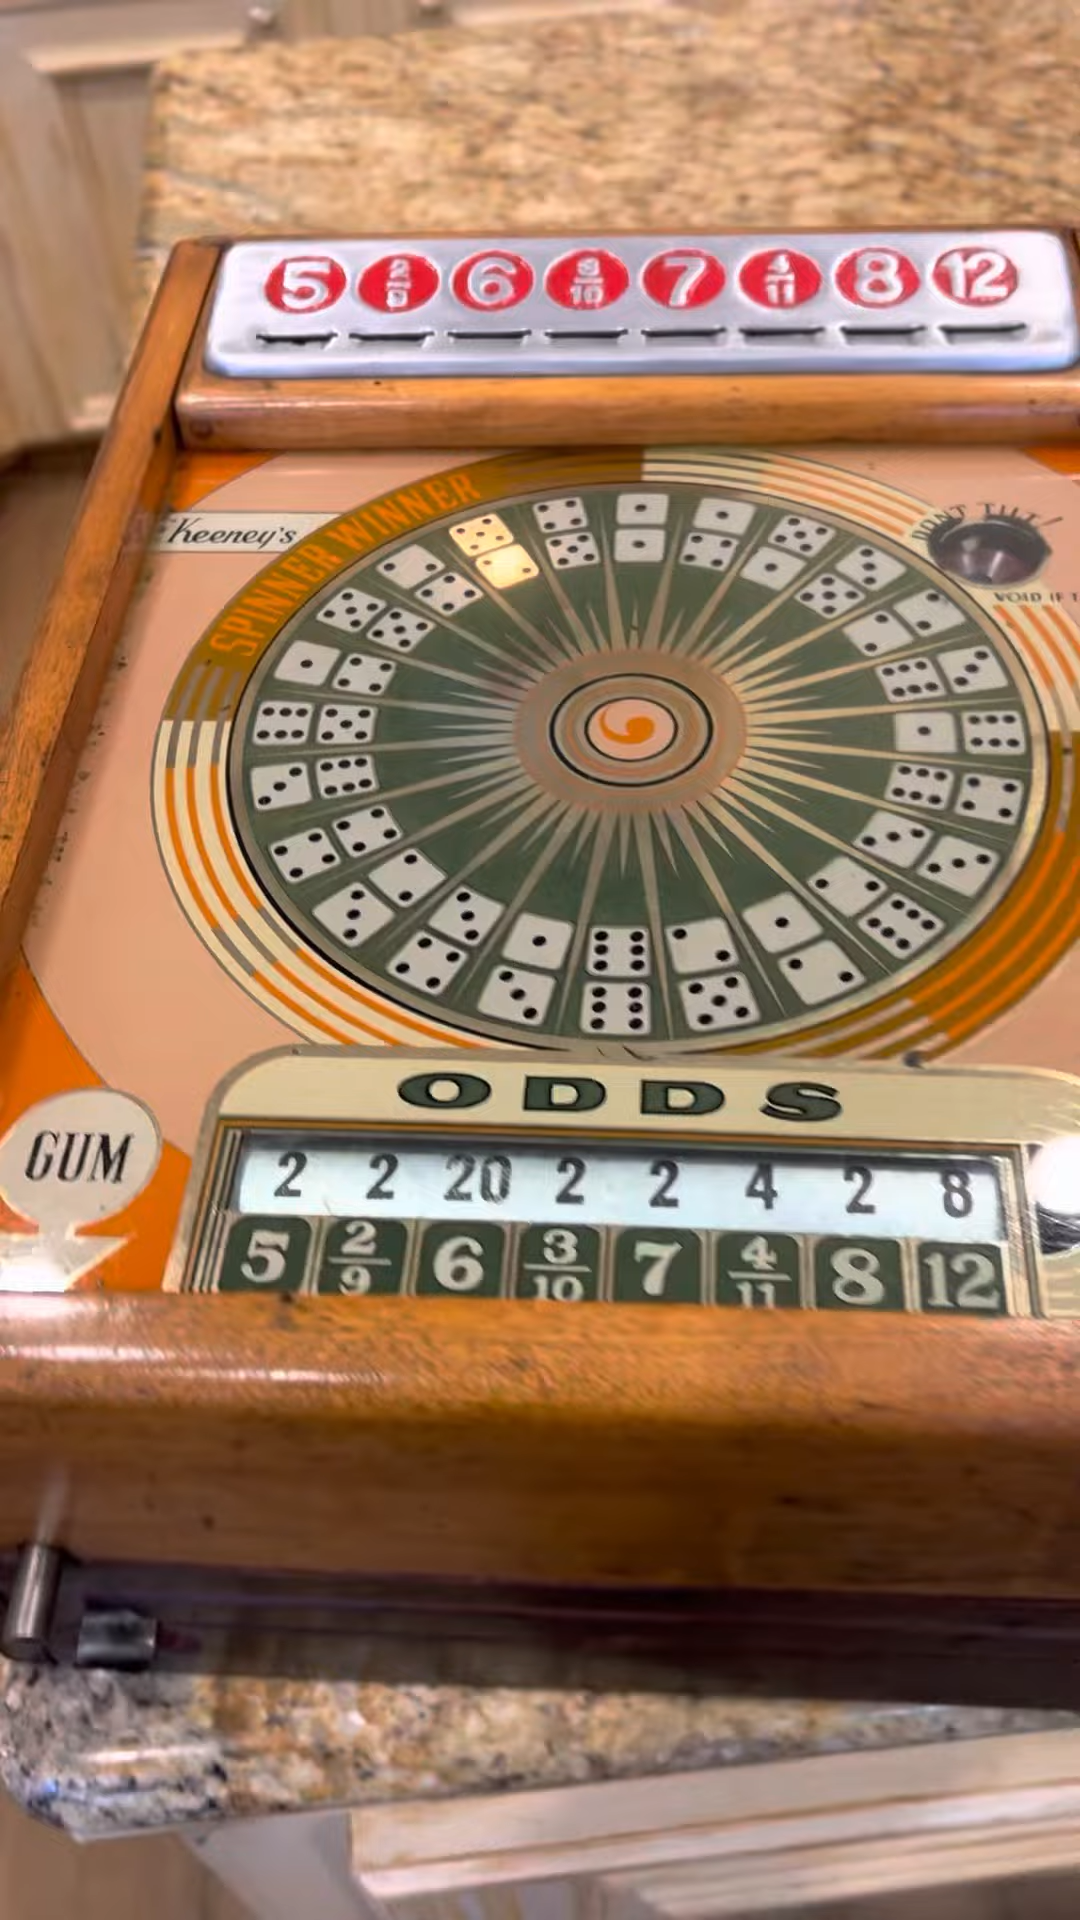 5 2/9 6 3/10 7 4/11 8 12
Keeney's
SPINNER WINNER
DON'T TILT!
VOID IF
ODDS
GUM
2 2 20 2 2 4 2 8
5 2/9 6 3/10 7 4/11 8 12